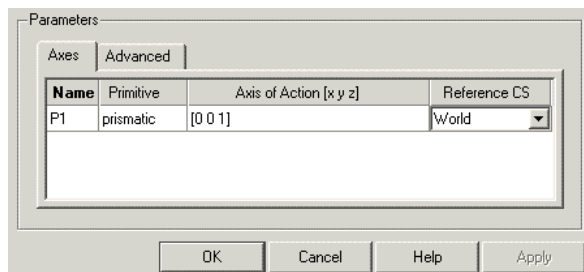 Parameters
Axes Advanced
Name Primitive Axis of Action [x y z] Reference CS
P1 prismatic [0 0 1] World
OK Cancel Help Apply